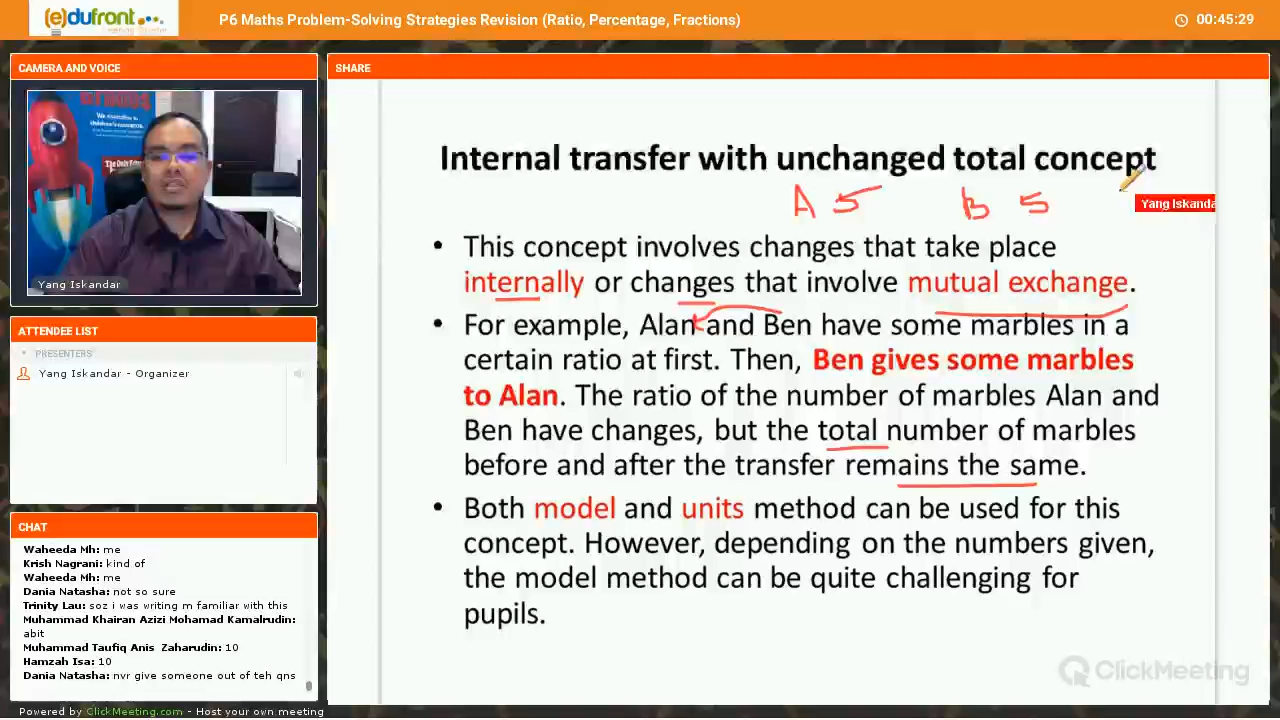 (e)dufront
P6 Maths Problem-Solving Strategies Revision (Ratio, Percentage, Fractions)
00:45:29
CAMERA AND VOICE
Yang Iskandar
ATTENDEE LIST
PRESENTERS
Yang Iskandar - Organizer
CHAT
Waheeda Mh: me
Krish Nagrani: kind of
Waheeda Mh: me
Dania Natasha: not so sure
Trinity Lau: soz i was writing m familiar with this
Muhammad Khairan Azizi Mohamad Kamalrudin:
abit
Muhammad Taufiq Anis Zaharudin: 10
Hamzah Isa: 10
Dania Natasha: nvr give someone out of teh qns
SHARE
Internal transfer with unchanged total concept
A 5 B 5
Yang Iskanda
• This concept involves changes that take place
internally or changes that involve mutual exchange.
• For example, Alan and Ben have some marbles in a
certain ratio at first. Then, Ben gives some marbles
to Alan. The ratio of the number of marbles Alan and
Ben have changes, but the total number of marbles
before and after the transfer remains the same.
• Both model and units method can be used for this
concept. However, depending on the numbers given,
the model method can be quite challenging for
pupils.
ClickMeeting
Powered by ClickMeeting.com - Host your own meeting